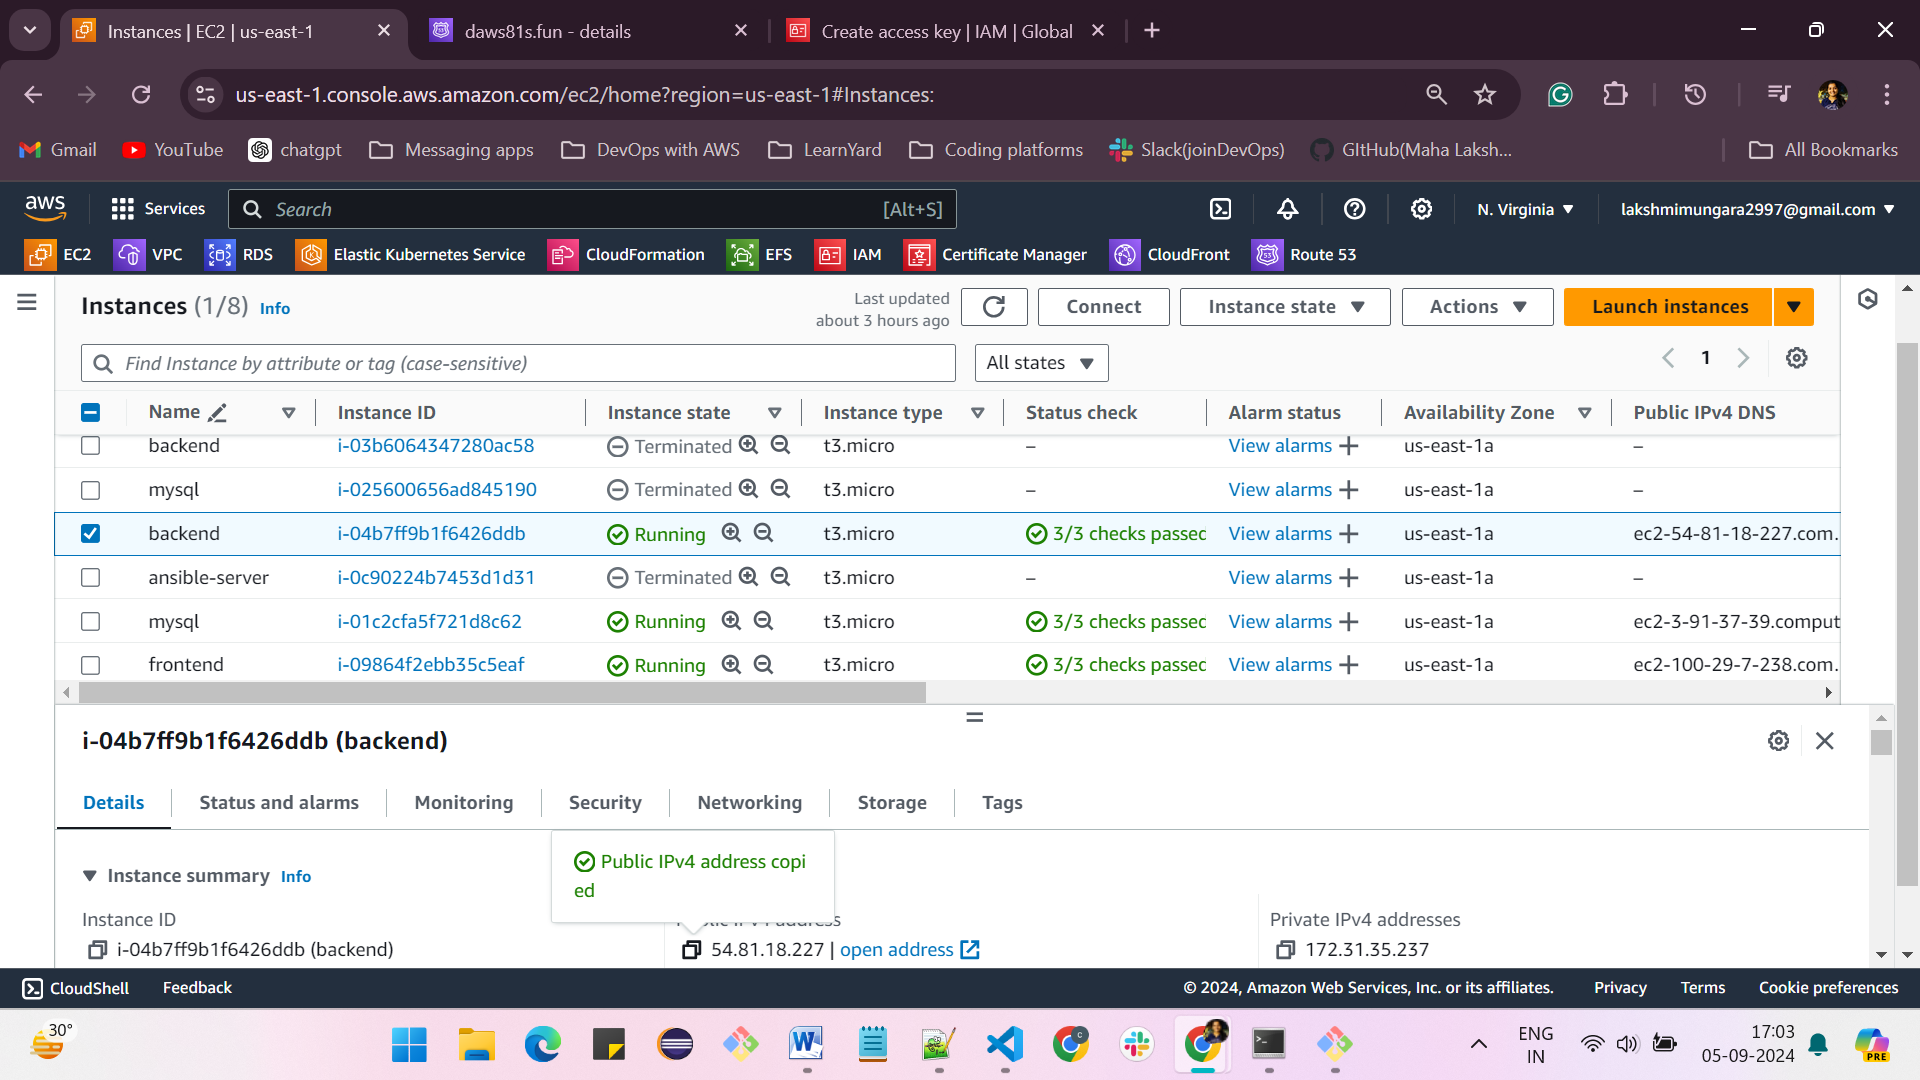 Instances | EC2 | us-east-1
daws81s.fun - details
Create access key | IAM | Global
us-east-1.console.aws.amazon.com/ec2/home?region=us-east-1#Instances:
Gmail
YouTube
chatgpt
Messaging apps
DevOps with AWS
LearnYard
Coding platforms
Slack(joinDevOps)
GItHub(Maha Laksh...
All Bookmarks
aws
Services
Search
[Alt+S]
N. Virginia
lakshmimungara2997@gmail.com
EC2
VPC
RDS
Elastic Kubernetes Service
CloudFormation
EFS
IAM
Certificate Manager
CloudFront
Route 53
Instances (1/8) Info
Last updated
about 3 hours ago
Connect
Instance state
Actions
Launch instances
Find Instance by attribute or tag (case-sensitive)
All states
1
Name Instance ID Instance state Instance type Status check Alarm status Availability Zone Public IPv4 DNS
backend i-03b6064347280ac58 Terminated t3.micro – View alarms + us-east-1a –
mysql i-025600656ad845190 Terminated t3.micro – View alarms + us-east-1a –
backend i-04b7ff9b1f6426ddb Running t3.micro 3/3 checks passed View alarms + us-east-1a ec2-54-81-18-227.com.
ansible-server i-0c90224b7453d1d31 Terminated t3.micro – View alarms + us-east-1a –
mysql i-01c2cfa5f721d8c62 Running t3.micro 3/3 checks passed View alarms + us-east-1a ec2-3-91-37-39.comput
frontend i-09864f2ebb35c5eaf Running t3.micro 3/3 checks passed View alarms + us-east-1a ec2-100-29-7-238.com.
i-04b7ff9b1f6426ddb (backend)
Details
Status and alarms
Monitoring
Security
Networking
Storage
Tags
Public IPv4 address copi
ed
Instance summary Info
Instance ID
i-04b7ff9b1f6426ddb (backend)
Public IPv4 address
54.81.18.227 | open address
Private IPv4 addresses
172.31.35.237
CloudShell
Feedback
© 2024, Amazon Web Services, Inc. or its affiliates.
Privacy
Terms
Cookie preferences
30°
ENG
IN
17:03
05-09-2024
PRE